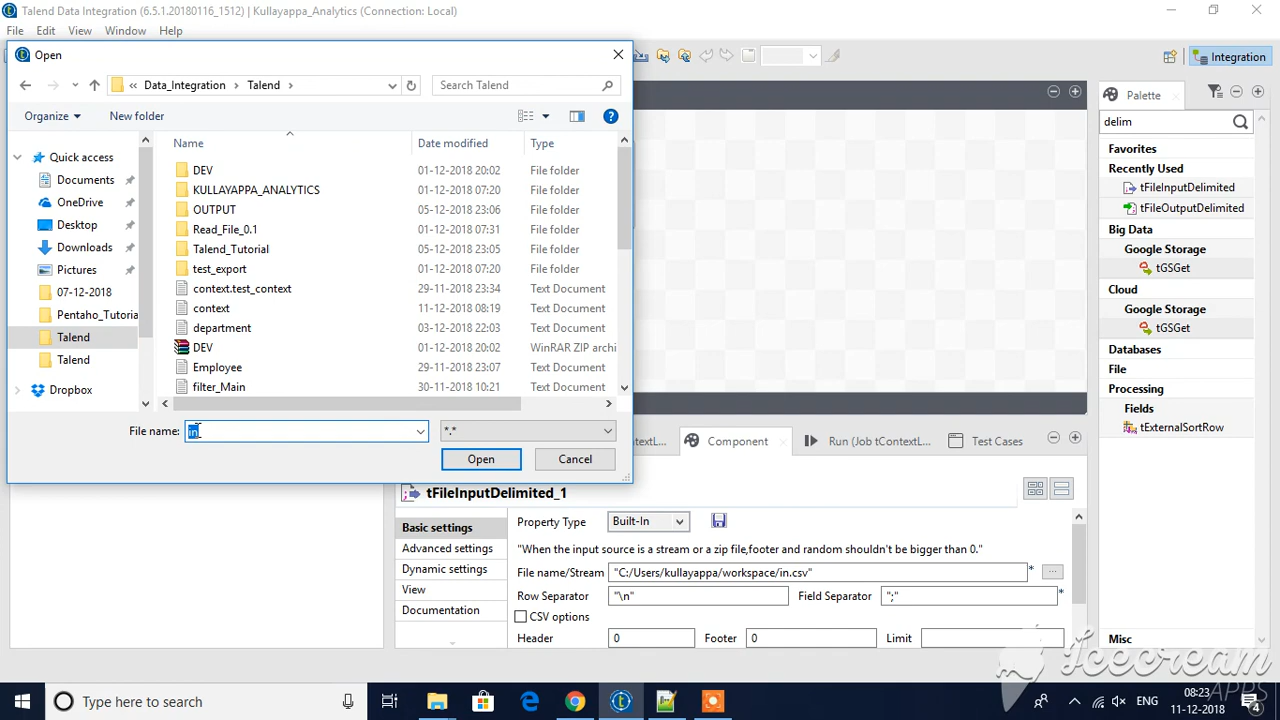 Talend Data Integration (6.5.1.20180116_1512) | Kullayappa_Analytics (Connection: Local)
File Edit View Window Help
Open
Integration
« Data_Integration > Talend >
Search Talend
Palette
Organize
New folder
delim
Name Date modified Type
Quick access
Documents
OneDrive
Desktop
Downloads
Pictures
07-12-2018
Pentaho_Tutoria
Talend
Talend
Dropbox
DEV 01-12-2018 20:02 File folder
KULLAYAPPA_ANALYTICS 01-12-2018 07:20 File folder
OUTPUT 05-12-2018 23:06 File folder
Read_File_0.1 01-12-2018 07:31 File folder
Talend_Tutorial 05-12-2018 23:05 File folder
test_export 01-12-2018 07:20 File folder
context.test_context 29-11-2018 23:34 Text Document
context 11-12-2018 08:19 Text Document
department 03-12-2018 22:03 Text Document
DEV 01-12-2018 20:02 WinRAR ZIP archi
Employee 29-11-2018 23:07 Text Document
filter_Main 30-11-2018 10:21 Text Document
Favorites
Recently Used
tFileInputDelimited
tFileOutputDelimited
Big Data
Google Storage
tGSGet
Cloud
Google Storage
tGSGet
Databases
File
Processing
Fields
tExternalSortRow
Misc
File name: in
*.*
Open Cancel
ntextL...
Component
Run (Job tContextL...
Test Cases
tFileInputDelimited_1
Basic settings
Advanced settings
Dynamic settings
View
Documentation
Property Type Built-In
"When the input source is a stream or a zip file,footer and random shouldn't be bigger than 0."
File name/Stream "C:/Users/kullayappa/workspace/in.csv" *
Row Separator "\n" Field Separator ";" *
CSV options
Header 0 Footer 0 Limit
Icecream
APPS
Type here to search
ENG
08:23
11-12-2018
4